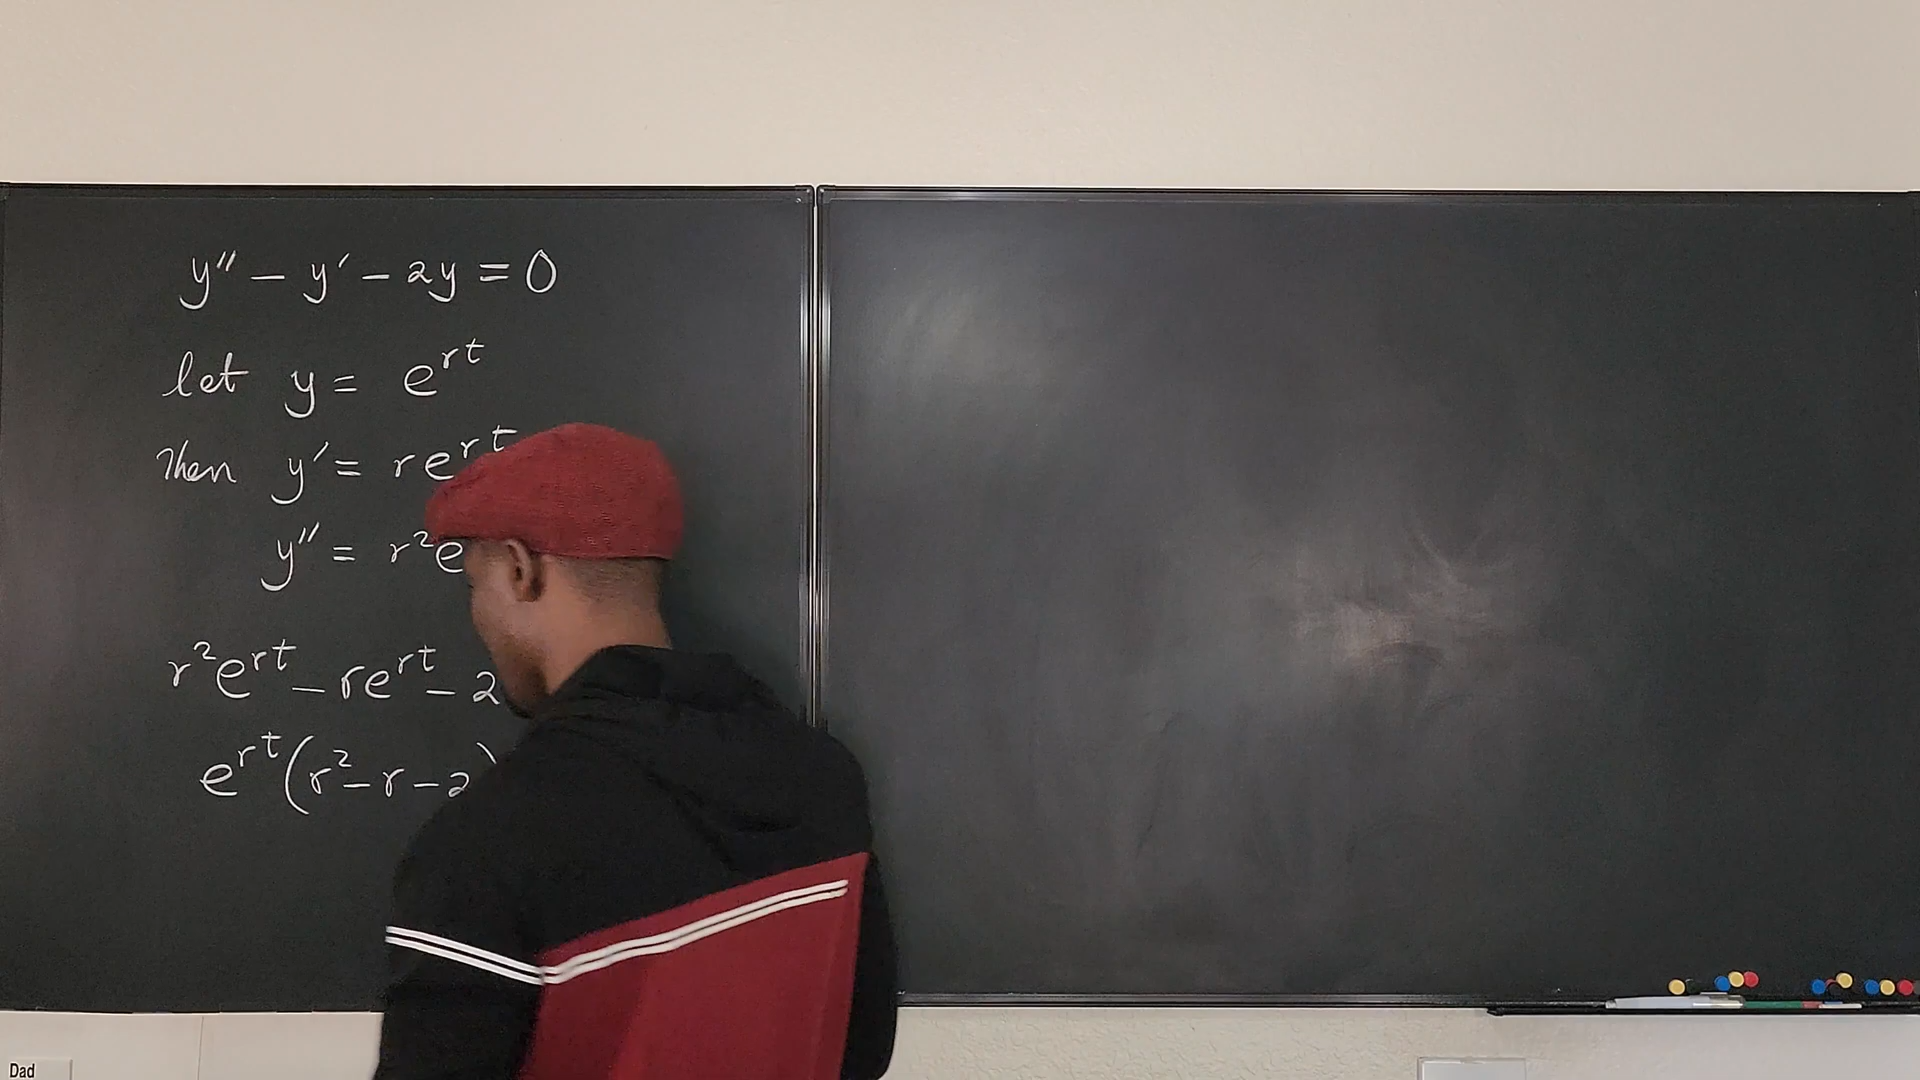 y″ − y′ − 2y = 0
let y = e^{rt}
Then y′ = re^{rt}
y″ = r²e
r²e^{rt} − re^{rt} − 2
e^{rt}(r² − r − 2)
Dad